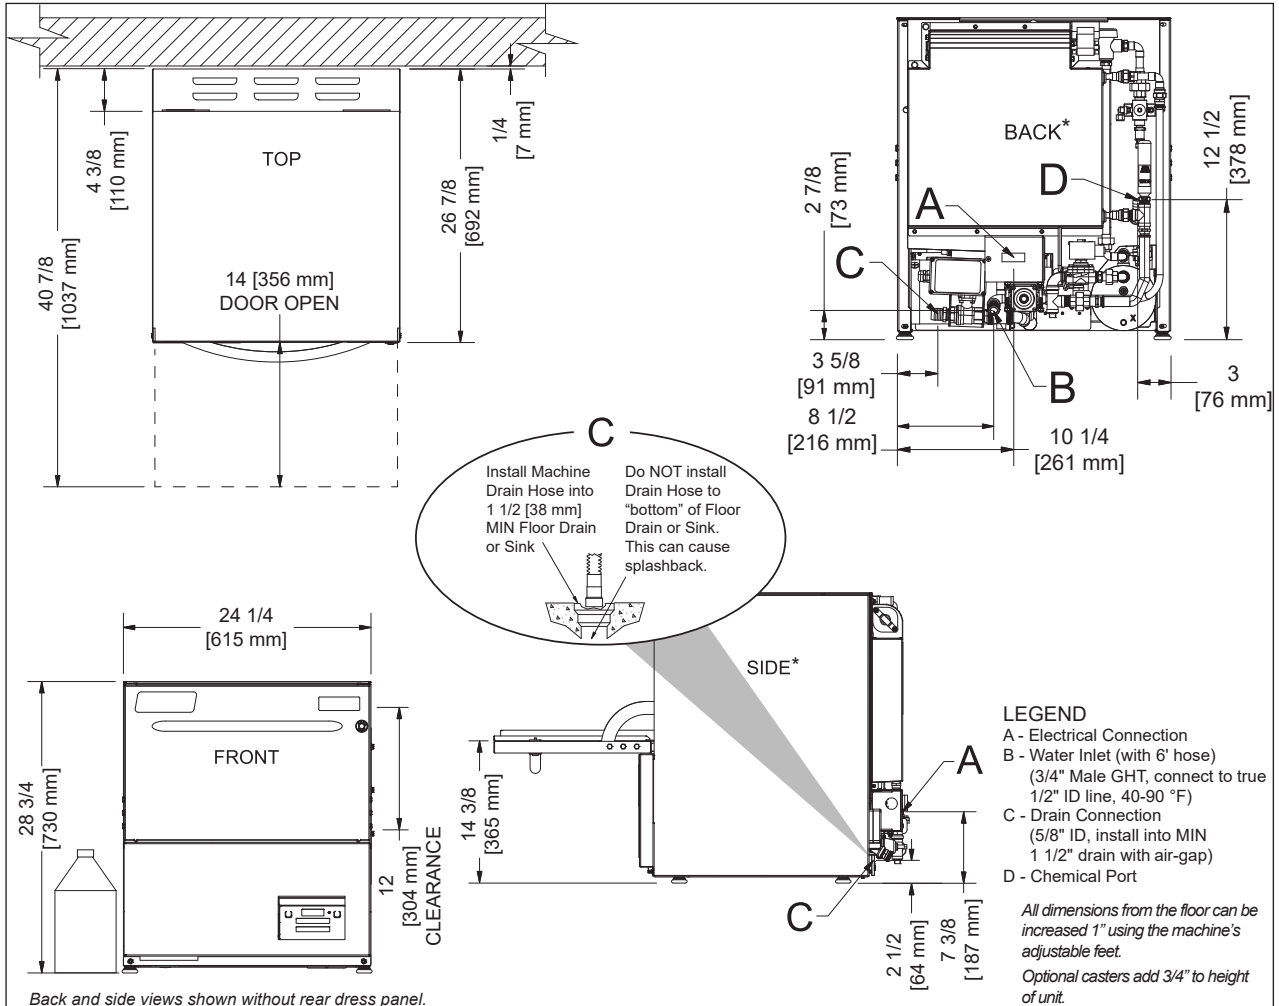 4 3/8
[110 mm]
TOP
1/4
[7 mm]
26 7/8
[692 mm]
40 7/8
[1037 mm]
14 [356 mm]
DOOR OPEN
BACK*
A
B
C
D
2 7/8
[73 mm]
12 1/2
[378 mm]
3 5/8
[91 mm]
8 1/2
[216 mm]
10 1/4
[261 mm]
3
[76 mm]
X
C
Install Machine
Drain Hose into
1 1/2 [38 mm]
MIN Floor Drain
or Sink
Do NOT install
Drain Hose to
“bottom” of Floor
Drain or Sink.
This can cause
splashback.
24 1/4
[615 mm]
FRONT
28 3/4
[730 mm]
12
[304 mm]
CLEARANCE
SIDE*
14 3/8
[365 mm]
A
C
2 1/2
[64 mm]
7 3/8
[187 mm]
LEGEND
A - Electrical Connection
B - Water Inlet (with 6' hose)
(3/4" Male GHT, connect to true
1/2" ID line, 40-90 °F)
C - Drain Connection
(5/8" ID, install into MIN
1 1/2" drain with air-gap)
D - Chemical Port
All dimensions from the floor can be
increased 1” using the machine’s
adjustable feet.
Optional casters add 3/4” to height
of unit.
Back and side views shown without rear dress panel.